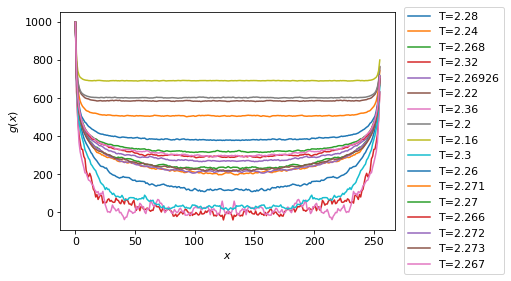 1000
800
600
400
200
0
g(x)
0
50
100
150
200
250
x
T=2.28
T=2.24
T=2.268
T=2.32
T=2.26926
T=2.22
T=2.36
T=2.2
T=2.16
T=2.3
T=2.26
T=2.271
T=2.27
T=2.266
T=2.272
T=2.273
T=2.267